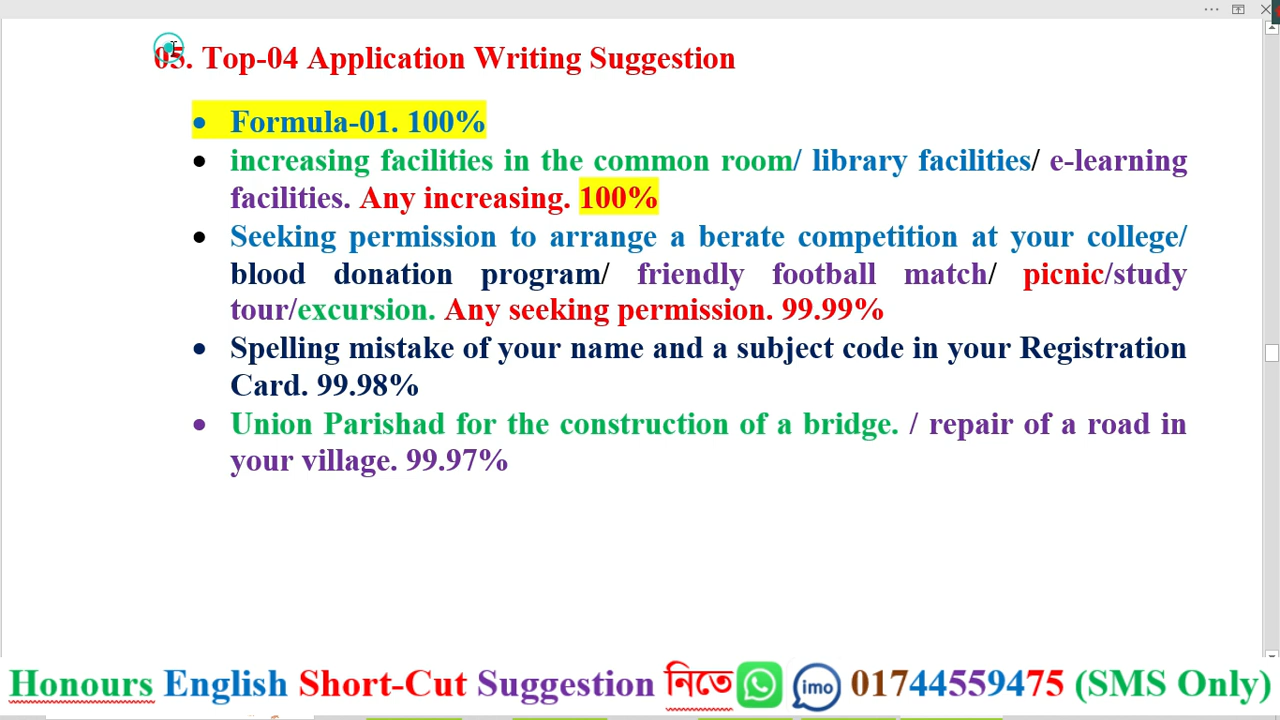 05. Top-04 Application Writing Suggestion
• Formula-01. 100%
• increasing facilities in the common room/ library facilities/ e-learning
facilities. Any increasing. 100%
• Seeking permission to arrange a berate competition at your college/
blood donation program/ friendly football match/ picnic/study
tour/excursion. Any seeking permission. 99.99%
• Spelling mistake of your name and a subject code in your Registration
Card. 99.98%
• Union Parishad for the construction of a bridge. / repair of a road in
your village. 99.97%
Honours English Short-Cut Suggestion নিতে imo 01744559475 (SMS Only)